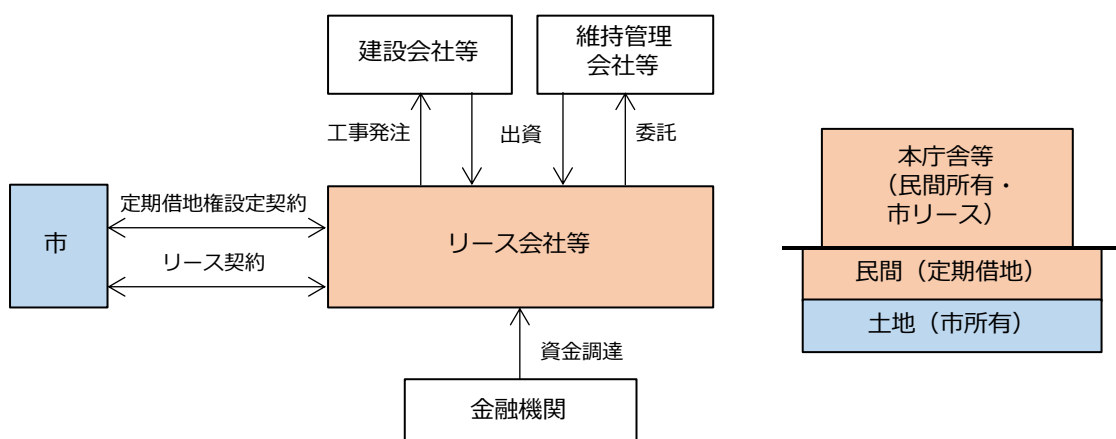 建設会社等
維持管理
会社等
工事発注
出資
委託
定期借地権設定契約
市
リース会社等
リース契約
資金調達
金融機関
本庁舎等
（民間所有・
市リース）
民間（定期借地）
土地（市所有）